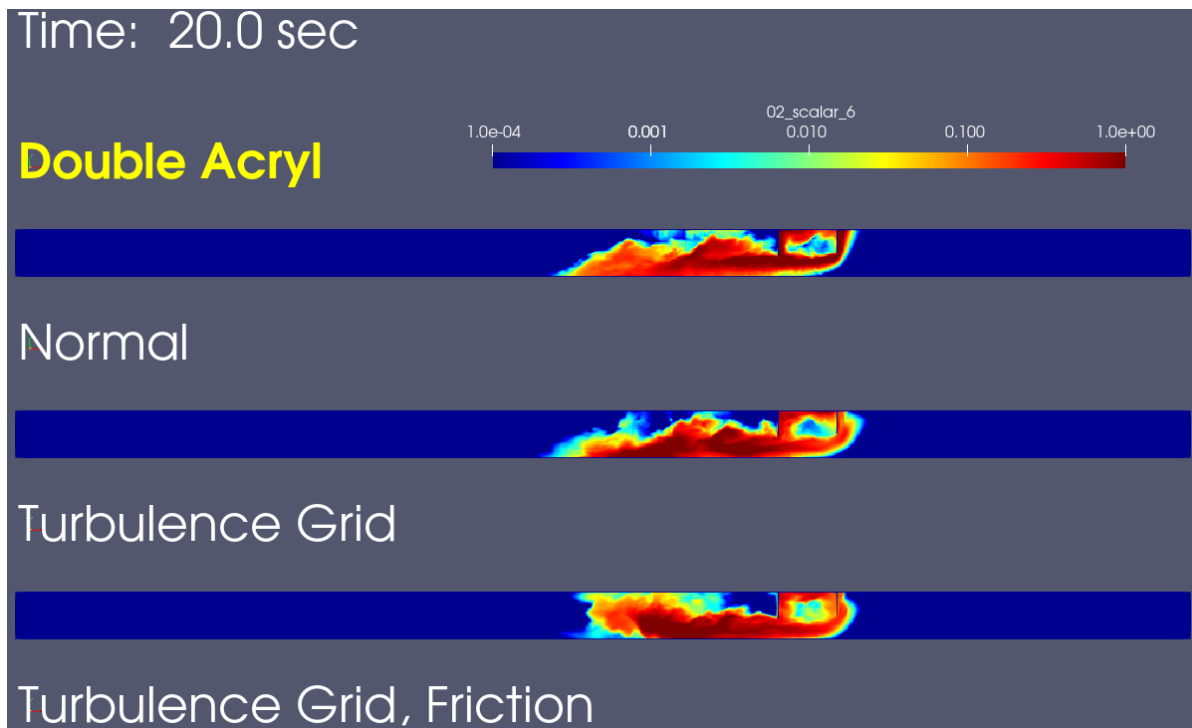 Time: 20.0 sec
02_scalar_6
1.0e-04 0.001 0.010 0.100 1.0e+00
Double Acryl
Normal
Turbulence Grid
Turbulence Grid, Friction